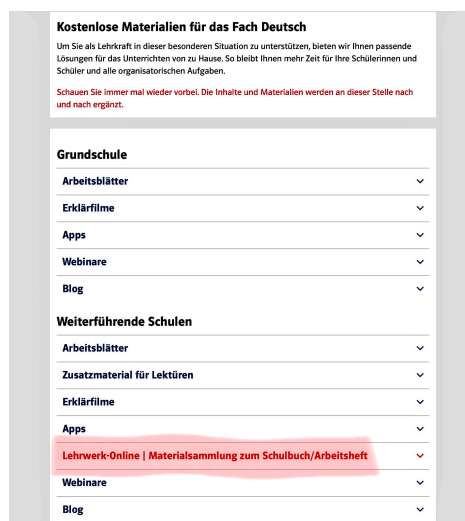 Kostenlose Materialien für das Fach Deutsch
Um Sie als Lehrkraft in dieser besonderen Situation zu unterstützen, bieten wir Ihnen passende
Lösungen für das Unterrichten von zu Hause. So bleibt Ihnen mehr Zeit für Ihre Schülerinnen und
Schüler und alle organisatorischen Aufgaben.
Schauen Sie immer mal wieder vorbei. Die Inhalte und Materialien werden an dieser Stelle nach
und nach ergänzt.
Grundschule
Arbeitsblätter
Erklärfilme
Apps
Webinare
Blog
Weiterführende Schulen
Arbeitsblätter
Zusatzmaterial für Lektüren
Erklärfilme
Apps
Lehrwerk-Online | Materialsammlung zum Schulbuch/Arbeitsheft
Webinare
Blog